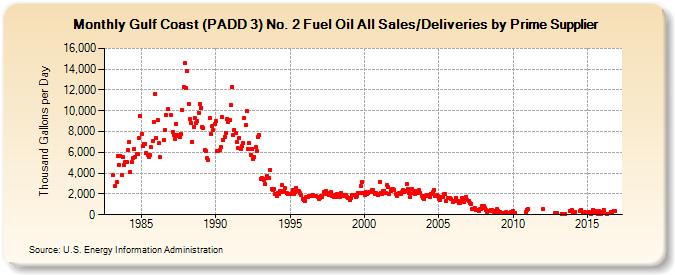 Monthly Gulf Coast (PADD 3) No. 2 Fuel Oil All Sales/Deliveries by Prime Supplier
Thousand Gallons per Day
16,000
14,000
12,000
10,000
8,000
6,000
4,000
2,000
0
1985 1990 1995 2000 2005 2010 2015
Source: U.S. Energy Information Administration